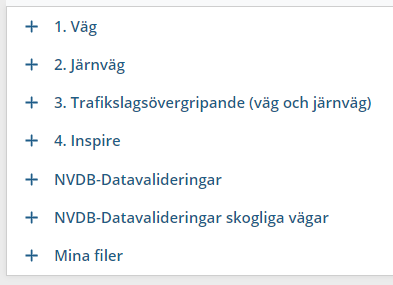 1. Väg
2. Järnväg
3. Trafikslagsövergripande (väg och järnväg)
4. Inspire
NVDB-Datavalideringar
NVDB-Datavalideringar skogliga vägar
Mina filer